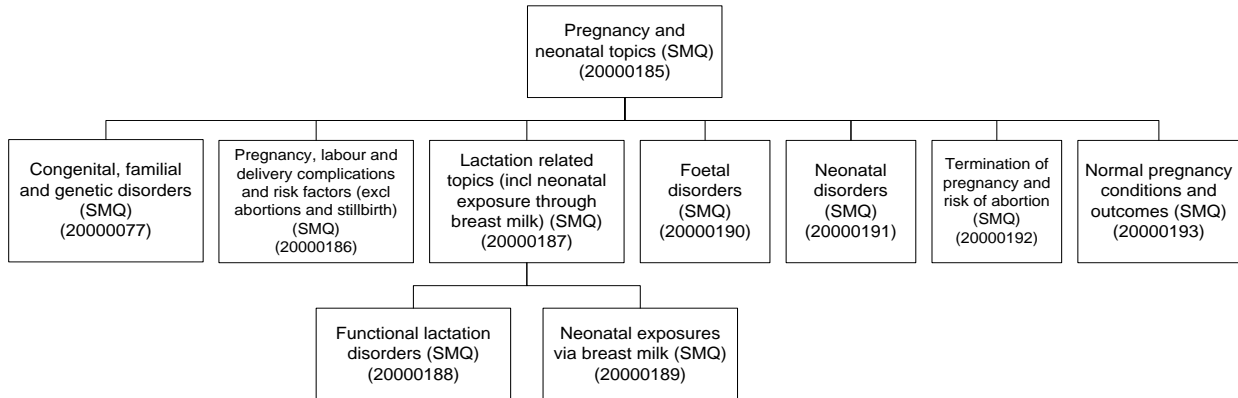 Pregnancy and
neonatal topics (SMQ)
(20000185)
Congenital, familial
and genetic disorders
(SMQ)
(20000077)
Pregnancy, labour and
delivery complications
and risk factors (excl
abortions and stillbirth)
(SMQ)
(20000186)
Lactation related
topics (incl neonatal
exposure through
breast milk) (SMQ)
(20000187)
Foetal
disorders
(SMQ)
(20000190)
Neonatal
disorders
(SMQ)
(20000191)
Termination of
pregnancy and
risk of abortion
(SMQ)
(20000192)
Normal pregnancy
conditions and
outcomes (SMQ)
(20000193)
Functional lactation
disorders (SMQ)
(20000188)
Neonatal exposures
via breast milk (SMQ)
(20000189)